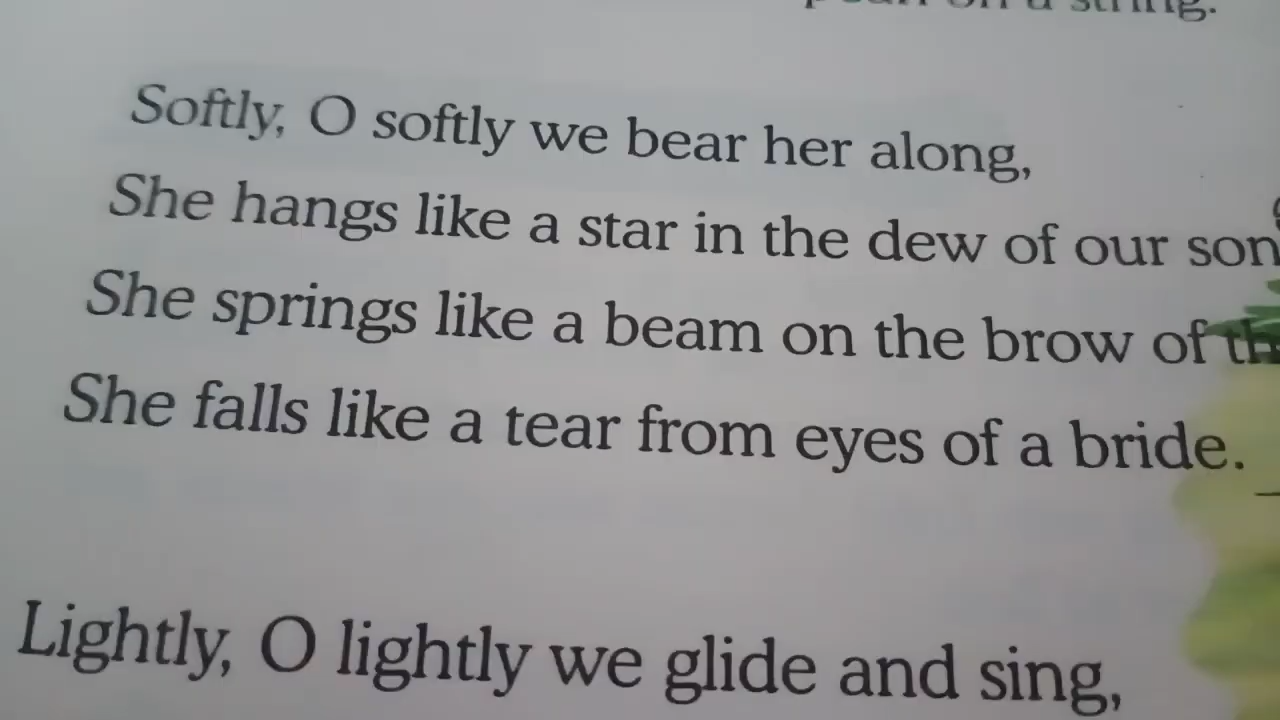 on a string.
Softly, O softly we bear her along,
She hangs like a star in the dew of our son
She springs like a beam on the brow of th
She falls like a tear from eyes of a bride.
Lightly, O lightly we glide and sing,